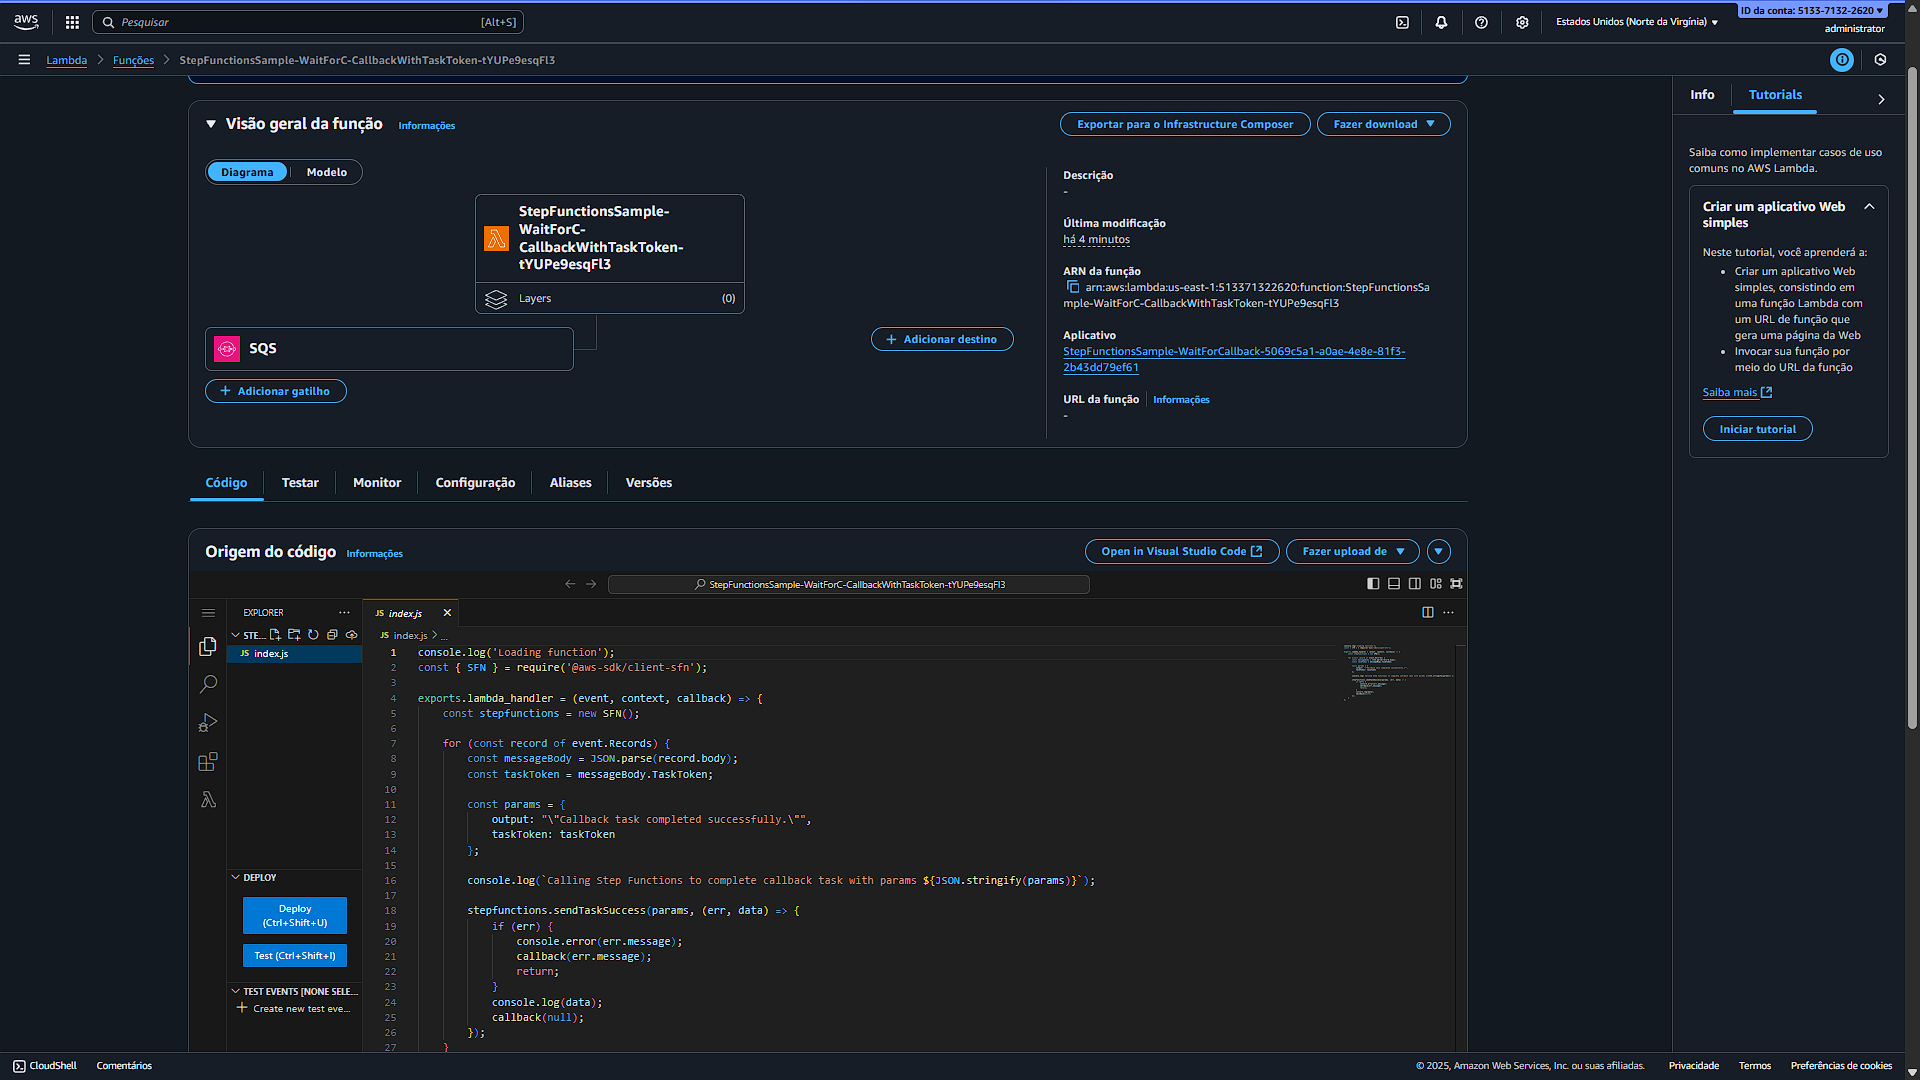 aws
Pesquisar
[Alt+S]
Estados Unidos (Norte da Virgínia)
ID da conta: 5133-7132-2620
administrator
Lambda
Funções
StepFunctionsSample-WaitForC-CallbackWithTaskToken-tYUPe9esqFl3
Visão geral da função
Informações
Exportar para o Infrastructure Composer
Fazer download
Diagrama
Modelo
StepFunctionsSample-
WaitForC-
CallbackWithTaskToken-
tYUPe9esqFl3
Layers
(0)
SQS
Adicionar gatilho
Adicionar destino
Descrição
-
Última modificação
há 4 minutos
ARN da função
arn:aws:lambda:us-east-1:513371322620:function:StepFunctionsSa
mple-WaitForC-CallbackWithTaskToken-tYUPe9esqFl3
Aplicativo
StepFunctionsSample-WaitForCallback-5069c5a1-a0ae-4e8e-81f3-
2b43dd79ef61
URL da função
Informações
-
Info
Tutorials
Saiba como implementar casos de uso
comuns no AWS Lambda.
Criar um aplicativo Web
simples
Neste tutorial, você aprenderá a:
• Criar um aplicativo Web
simples, consistindo em
uma função Lambda com
um URL de função que
gera uma página da Web
• Invocar sua função por
meio do URL da função
Saiba mais
Iniciar tutorial
Código
Testar
Monitor
Configuração
Aliases
Versões
Origem do código
Informações
Open in Visual Studio Code
Fazer upload de
StepFunctionsSample-WaitForC-CallbackWithTaskToken-tYUPe9esqFl3
EXPLORER
STE...
JS index.js
DEPLOY
Deploy
(Ctrl+Shift+U)
Test (Ctrl+Shift+I)
TEST EVENTS [NONE SELE...
Create new test eve...
JS index.js
JS index.js > ...
1 console.log('Loading function');
2 const { SFN } = require('@aws-sdk/client-sfn');
3
4 exports.lambda_handler = (event, context, callback) => {
5 const stepfunctions = new SFN();
6
7 for (const record of event.Records) {
8 const messageBody = JSON.parse(record.body);
9 const taskToken = messageBody.TaskToken;
10
11 const params = {
12 output: "\"Callback task completed successfully.\"",
13 taskToken: taskToken
14 };
15
16 console.log(`Calling Step Functions to complete callback task with params ${JSON.stringify(params)}`);
17
18 stepfunctions.sendTaskSuccess(params, (err, data) => {
19 if (err) {
20 console.error(err.message);
21 callback(err.message);
22 return;
23 }
24 console.log(data);
25 callback(null);
26 });
27 }
CloudShell
Comentários
© 2025, Amazon Web Services, Inc. ou suas afiliadas.
Privacidade
Termos
Preferências de cookies